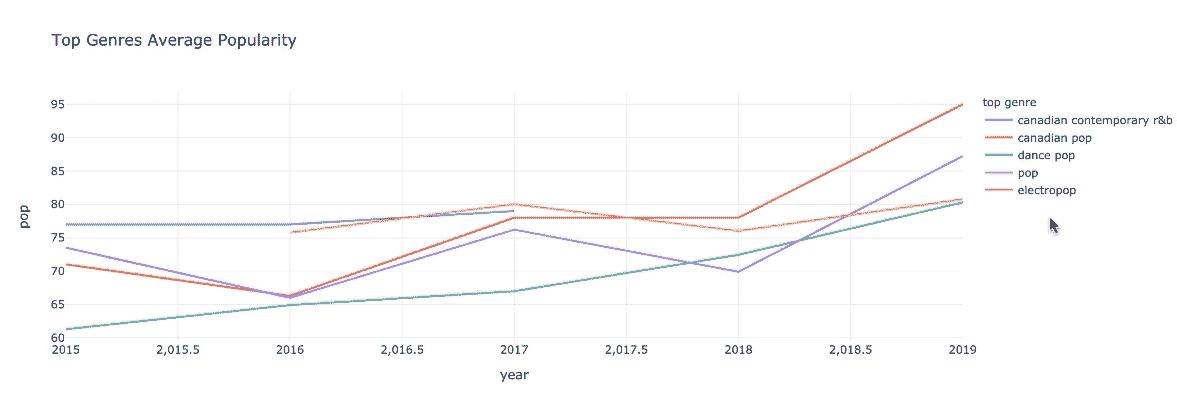 Top Genres Average Popularity
95
90
85
80
75
70
65
60
pop
2015 2,015.5 2016 2,016.5 2017 2,017.5 2018 2,018.5 2019
year
top genre
canadian contemporary r&b
canadian pop
dance pop
pop
electropop